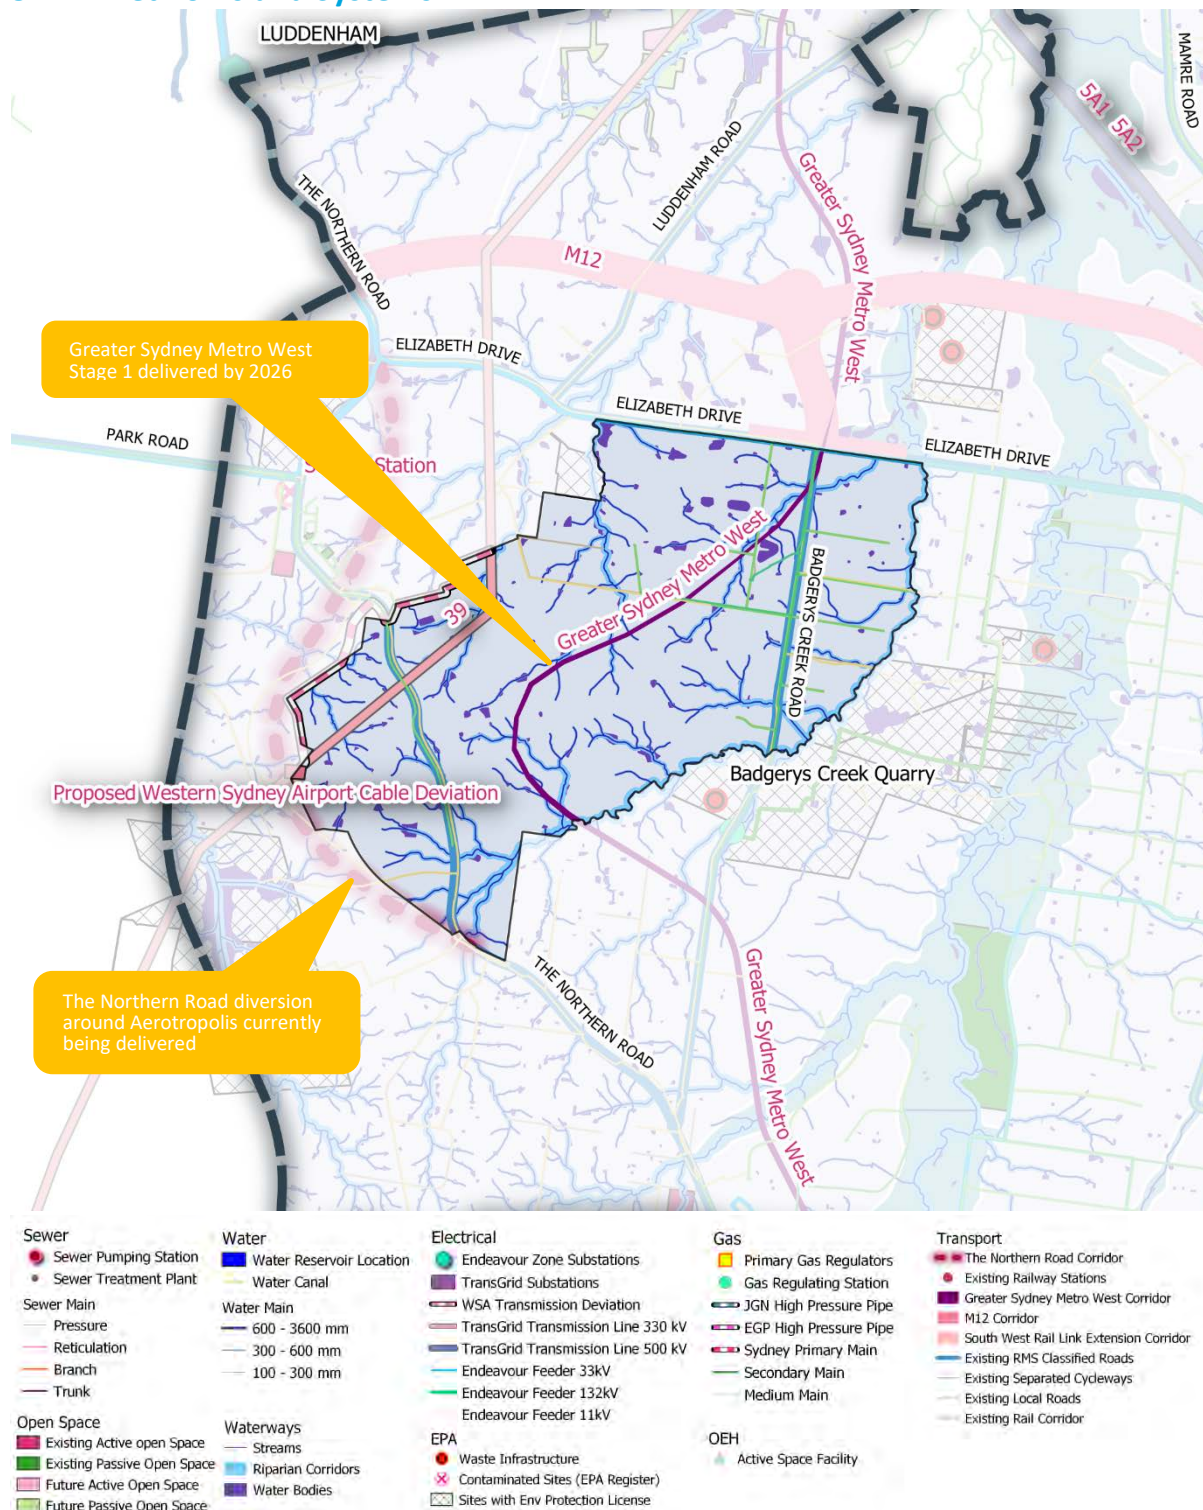 LUDDENHAM
MAMRE ROAD
5A1 5A2
LUDDENHAM ROAD
Greater Sydney Metro West
THE NORTHERN ROAD
M12
Greater Sydney Metro West
Stage 1 delivered by 2026
ELIZABETH DRIVE
ELIZABETH DRIVE
ELIZABETH DRIVE
PARK ROAD
Station
Greater Sydney Metro West
BADGERYS CREEK ROAD
39
Badgerys Creek Quarry
Proposed Western Sydney Airport Cable Deviation
The Northern Road diversion
around Aerotropolis currently
being delivered
THE NORTHERN ROAD
Greater Sydney Metro West
Sewer
Sewer Pumping Station
Sewer Treatment Plant
Sewer Main
Pressure
Reticulation
Branch
Trunk
Open Space
Existing Active open Space
Existing Passive Open Space
Future Active Open Space
Future Passive Open Space
Water
Water Reservoir Location
Water Canal
Water Main
600 - 3600 mm
300 - 600 mm
100 - 300 mm
Waterways
Streams
Riparian Corridors
Water Bodies
Electrical
Endeavour Zone Substations
TransGrid Substations
WSA Transmission Deviation
TransGrid Transmission Line 330 kV
TransGrid Transmission Line 500 kV
Endeavour Feeder 33kV
Endeavour Feeder 132kV
Endeavour Feeder 11kV
EPA
Waste Infrastructure
Contaminated Sites (EPA Register)
Sites with Env Protection License
Gas
Primary Gas Regulators
Gas Regulating Station
JGN High Pressure Pipe
EGP High Pressure Pipe
Sydney Primary Main
Secondary Main
Medium Main
OEH
Active Space Facility
Transport
The Northern Road Corridor
Existing Railway Stations
Greater Sydney Metro West Corridor
M12 Corridor
South West Rail Link Extension Corridor
Existing RMS Classified Roads
Existing Separated Cycleways
Existing Local Roads
Existing Rail Corridor